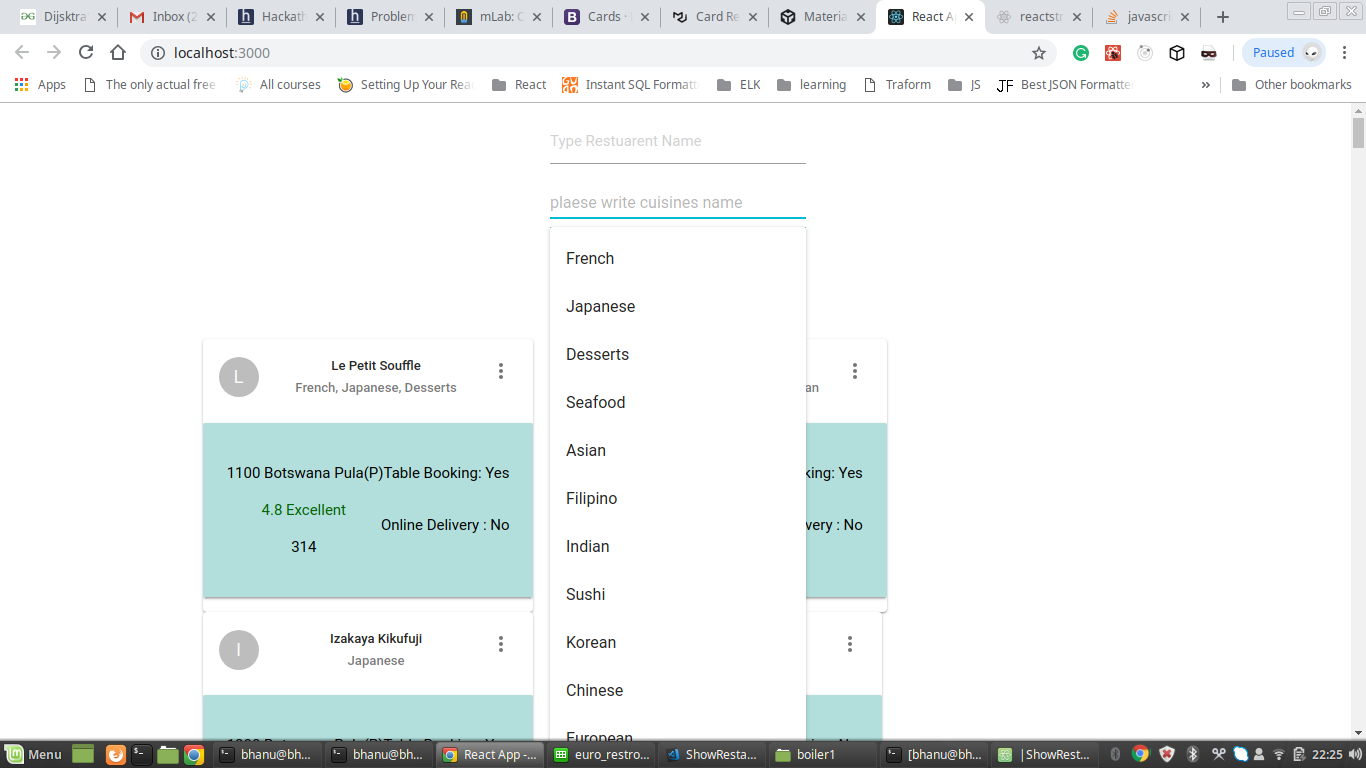 Dijsktra Inbox (2 Hackath Problem mLab: C Cards - Card Re Materia React A reactstr javascri
localhost:3000 Paused
Apps The only actual free All courses Setting Up Your Rea React Instant SQL Formatt ELK learning Traform JS JF Best JSON Formatte » Other bookmarks
Type Restuarent Name
plaese write cuisines name
French
Japanese
Desserts
Seafood
Asian
Filipino
Indian
Sushi
Korean
Chinese
European
L Le Petit Souffle
French, Japanese, Desserts an
1100 Botswana Pula(P)Table Booking: Yes king: Yes
4.8 Excellent
Online Delivery : No very : No
314
I Izakaya Kikufuji
Japanese
Menu bhanu@bh... bhanu@bh... React App -... euro_restro... ShowResta... boiler1 [bhanu@bh... |ShowRest... 22:25